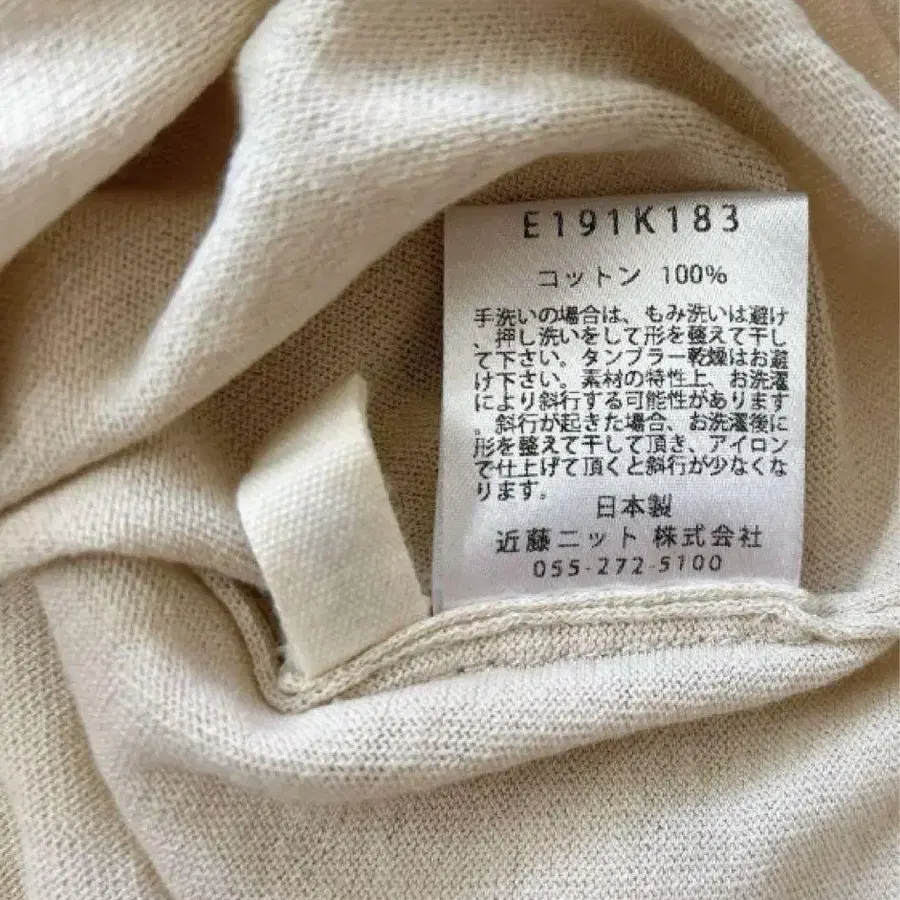 E191K183
コットン 100%
手洗いの場合は、もみ洗いは避け
、押し洗いをして形を整えて干し
て下さい。タンブラー乾燥はお避
け下さい。素材の特性上、お洗濯
により斜行する可能性があります
。斜行が起きた場合、お洗濯後に
形を整えて干して頂き、アイロン
で仕上げて頂くと斜行が少なくな
ります。
日本製
近藤ニット 株式会社
055-272-5100